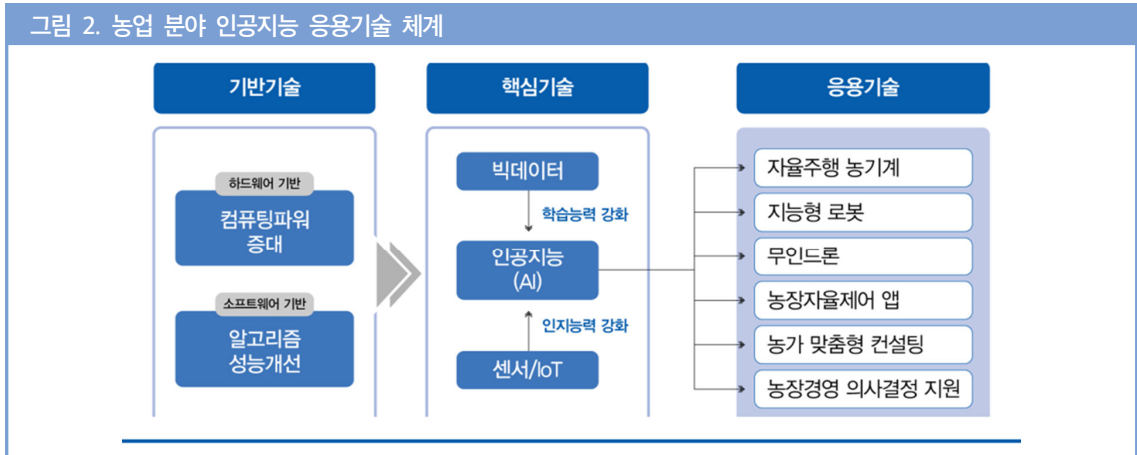 그림 2. 농업 분야 인공지능 응용기술 체계
기반기술
하드웨어 기반
컴퓨팅파워
증대
소프트웨어 기반
알고리즘
성능개선
핵심기술
빅데이터
학습능력 강화
인공지능
(AI)
인지능력 강화
센서/IoT
응용기술
자율주행 농기계
지능형 로봇
무인드론
농장자율제어 앱
농가 맞춤형 컨설팅
농장경영 의사결정 지원